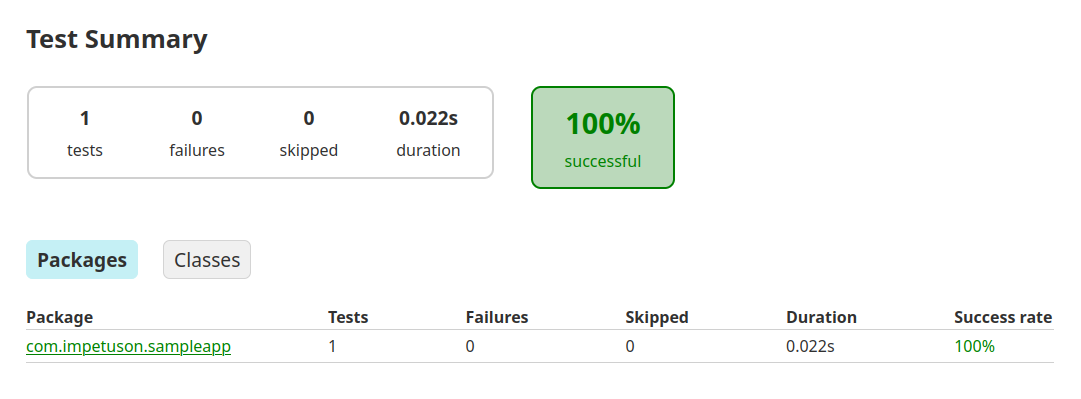 Test Summary
1 0 0 0.022s
tests failures skipped duration
100%
successful
Packages Classes
Package Tests Failures Skipped Duration Success rate
com.impetuson.sampleapp 1 0 0 0.022s 100%